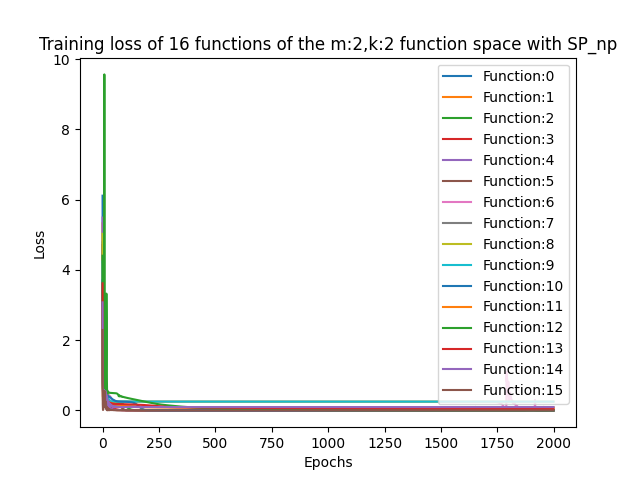 Training loss of 16 functions of the m:2,k:2 function space with SP_np
10
8
6
4
2
0
Loss
0
250
500
750
1000
1250
1500
1750
2000
Epochs
Function:0
Function:1
Function:2
Function:3
Function:4
Function:5
Function:6
Function:7
Function:8
Function:9
Function:10
Function:11
Function:12
Function:13
Function:14
Function:15